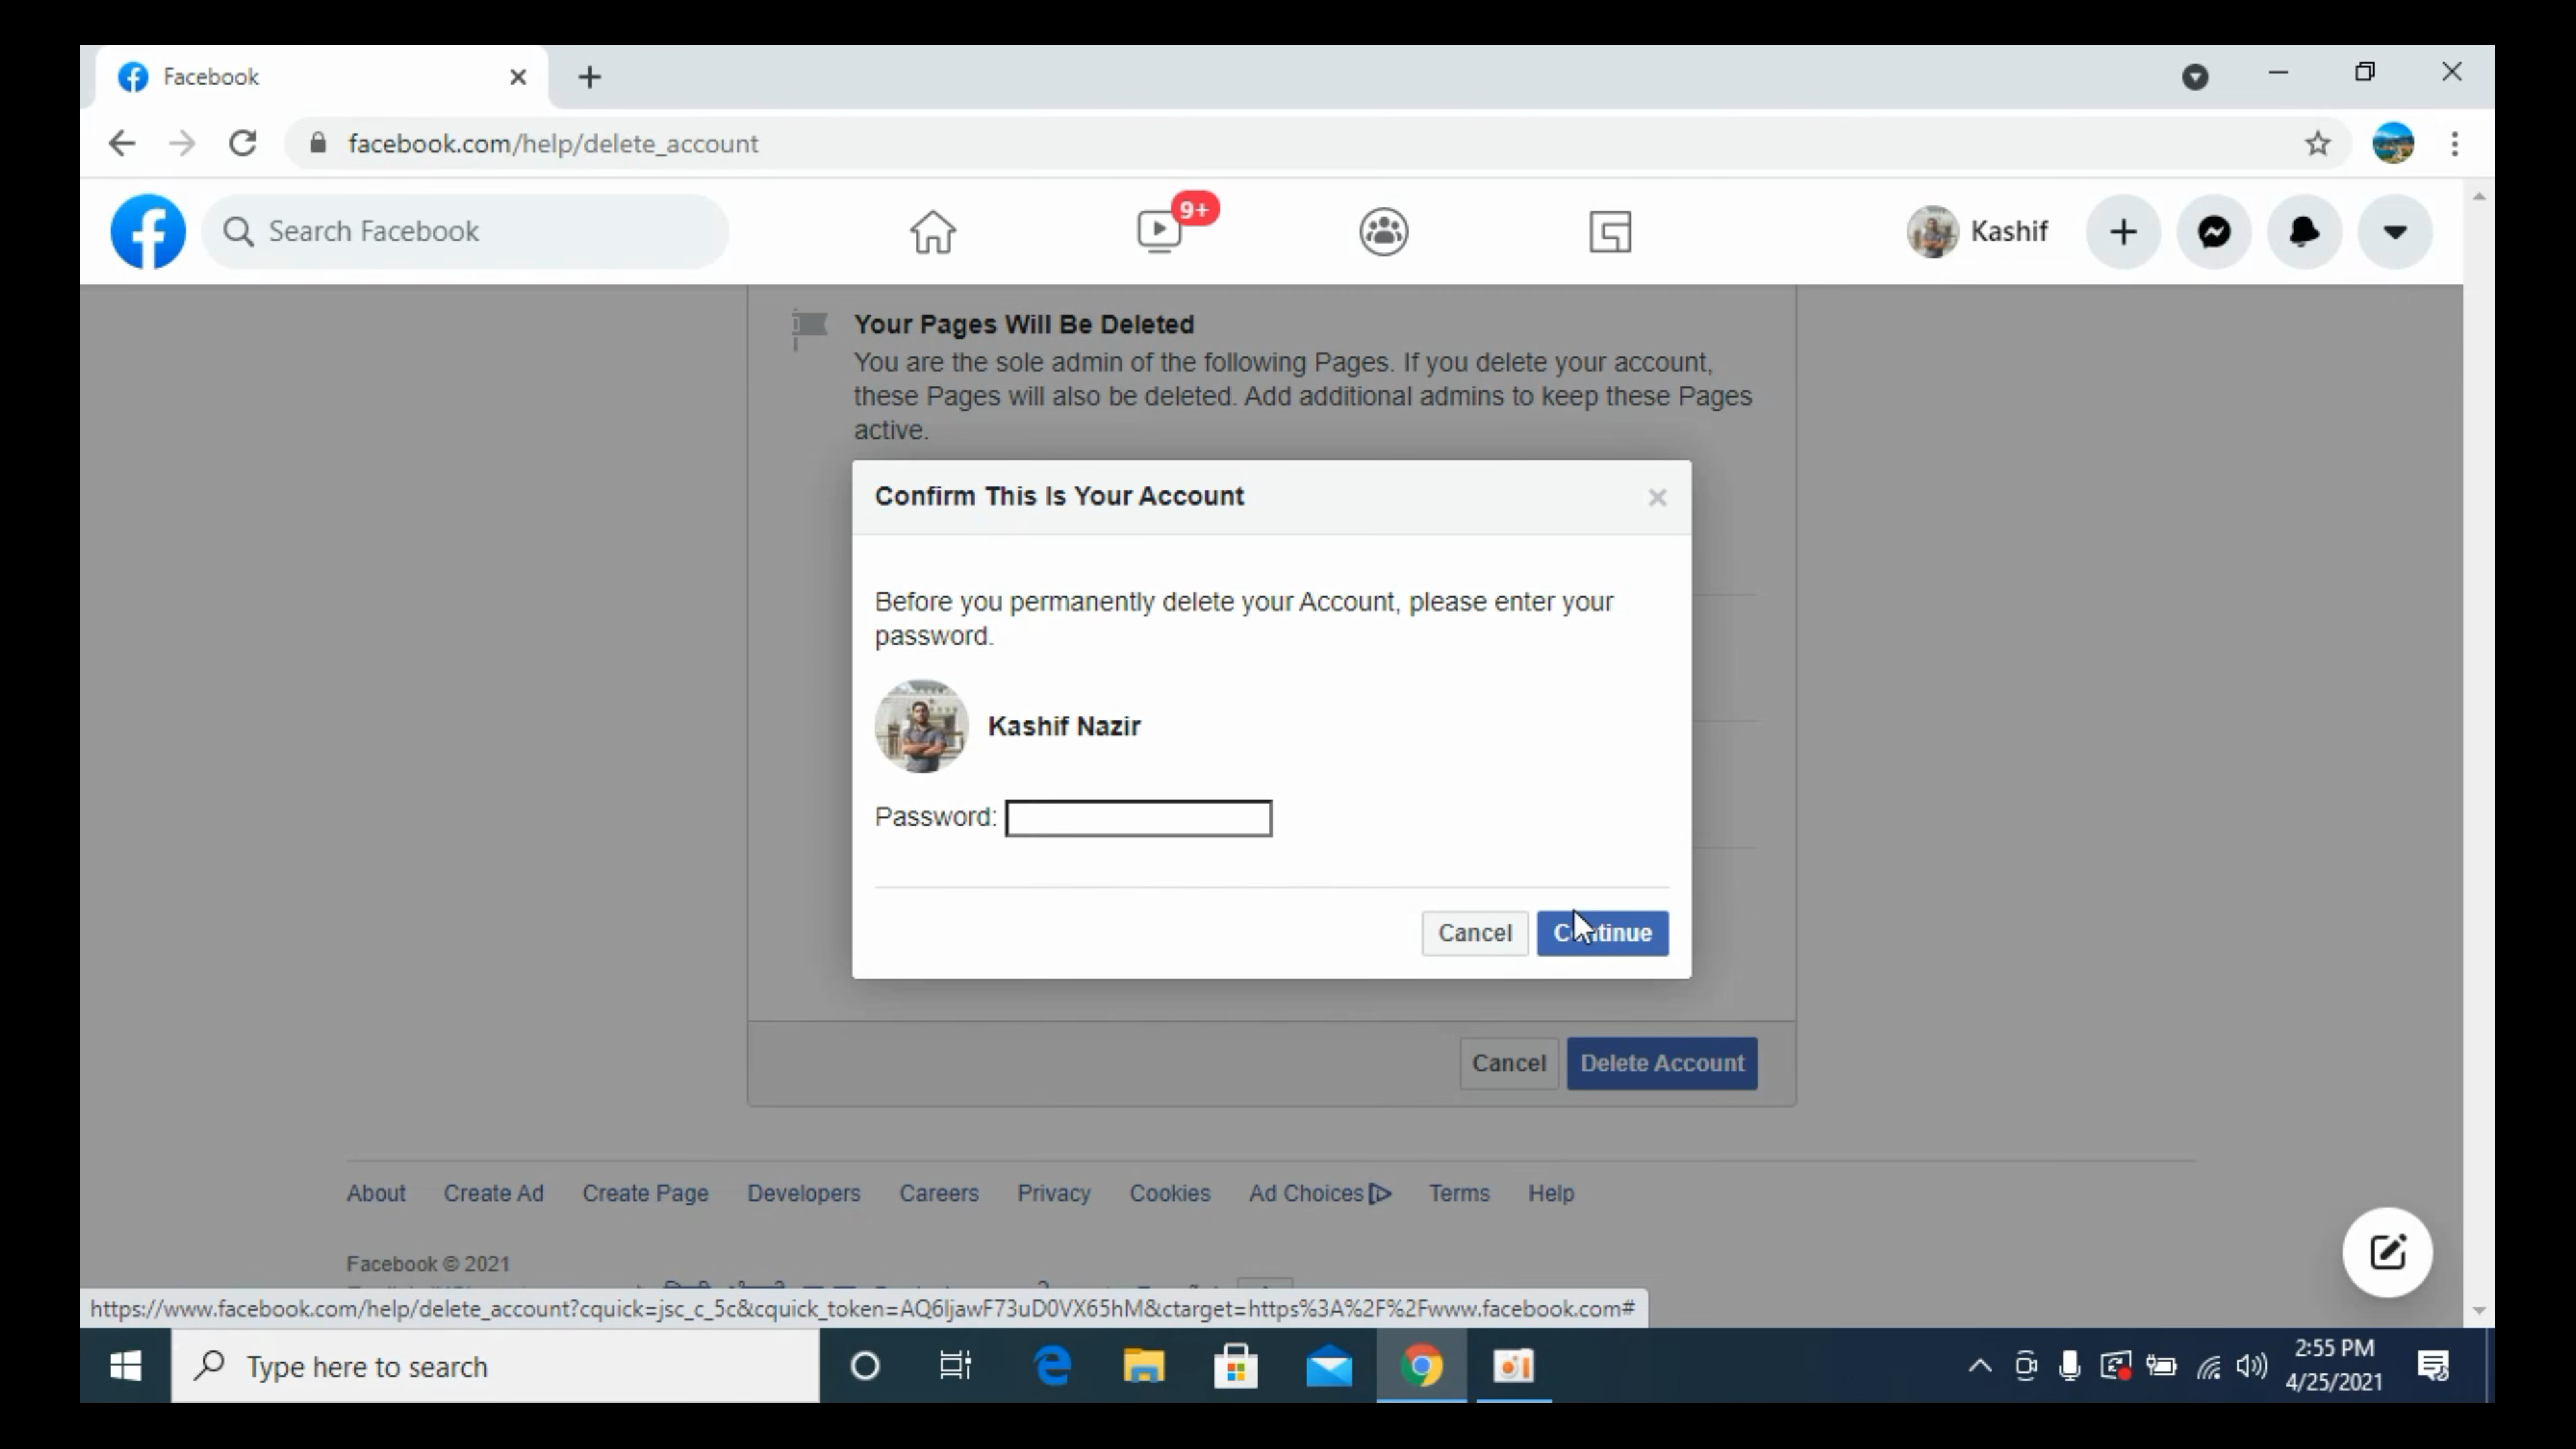 Facebook
facebook.com/help/delete_account
Search Facebook
9+
Kashif
Your Pages Will Be Deleted
You are the sole admin of the following Pages. If you delete your account,
these Pages will also be deleted. Add additional admins to keep these Pages
active.
Confirm This Is Your Account
Before you permanently delete your Account, please enter your
password.
Kashif Nazir
Password:
Cancel
Cancel Delete Account
About Create Ad Create Page Developers Careers Privacy Cookies Ad Choices Terms Help
Facebook © 2021
https://www.facebook.com/help/delete_account?cquick=jsc_c_5c&cquick_token=AQ6IjawF73uD0VX65hM&ctarget=https%3A%2F%2Fwww.facebook.com#
Type here to search
2:55 PM
4/25/2021